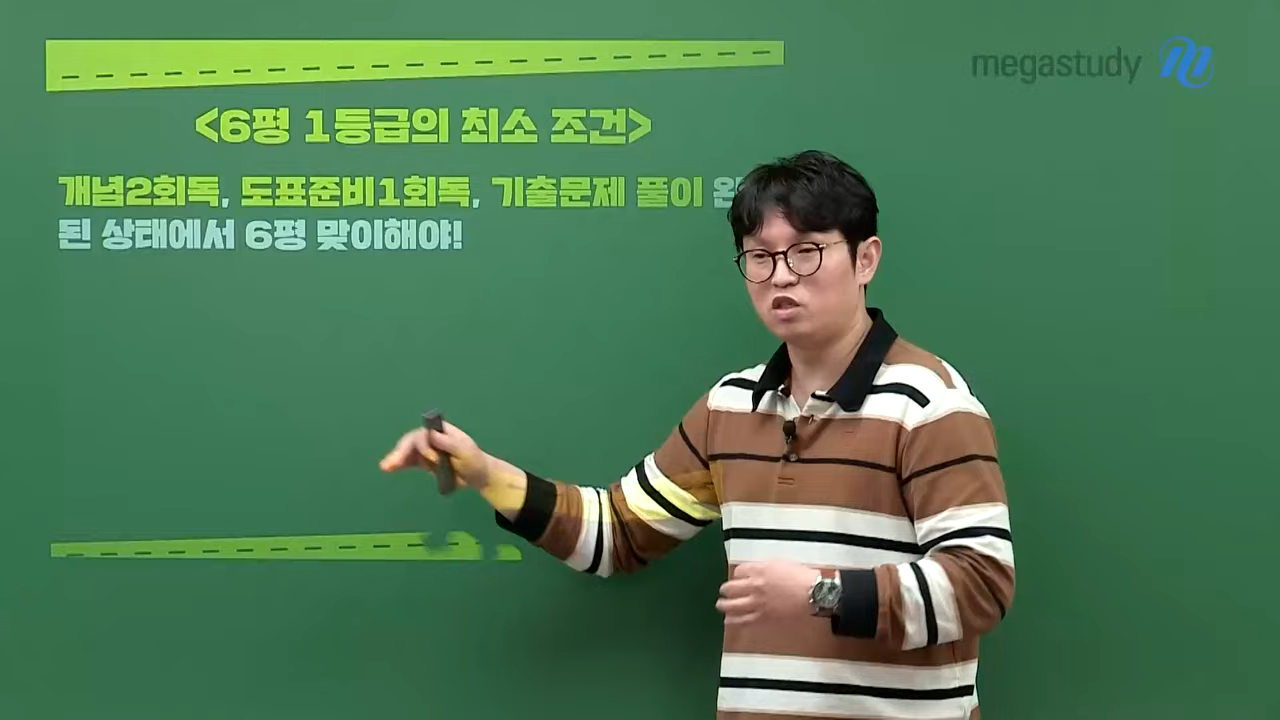 megastudy
<6평 1등급의 최소 조건>
개념2회독, 도표준비1회독, 기출문제 풀이
된 상태에서 6평 맞이해야!